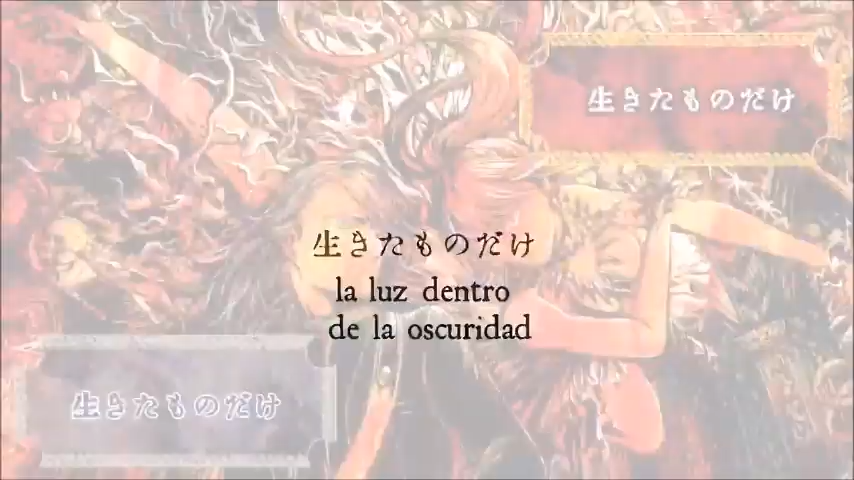 生きたものだけ
生きたものだけ
la luz dentro
de la oscuridad
生きたものだけ